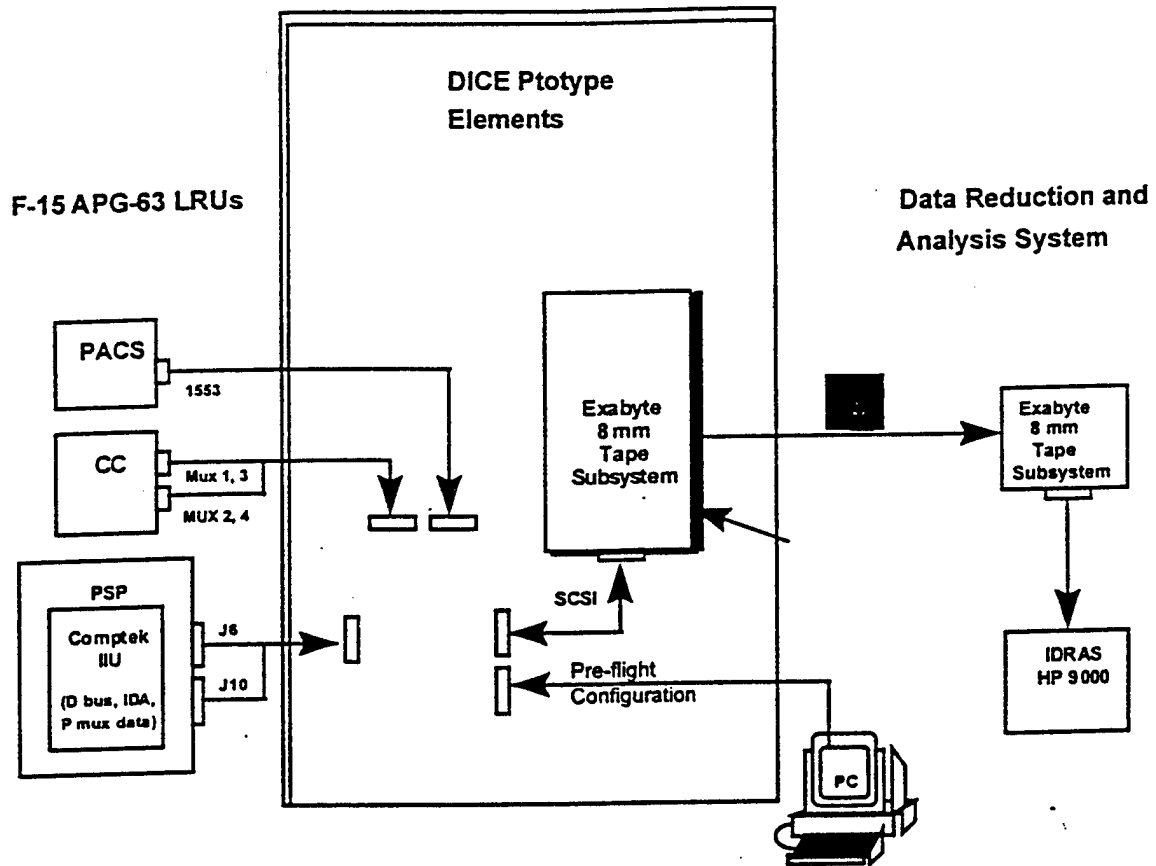 DICE Ptotype
Elements
F-15 APG-63 LRUs
Data Reduction and
Analysis System
PACS
1553
CC
Mux 1, 3
MUX 2, 4
PSP
Comptek
IIU
(D bus, IDA,
P mux data)
J6
J10
Exabyte
8 mm
Tape
Subsystem
SCSI
Pre-flight
Configuration
PC
Exabyte
8 mm
Tape
Subsystem
IDRAS
HP 9000